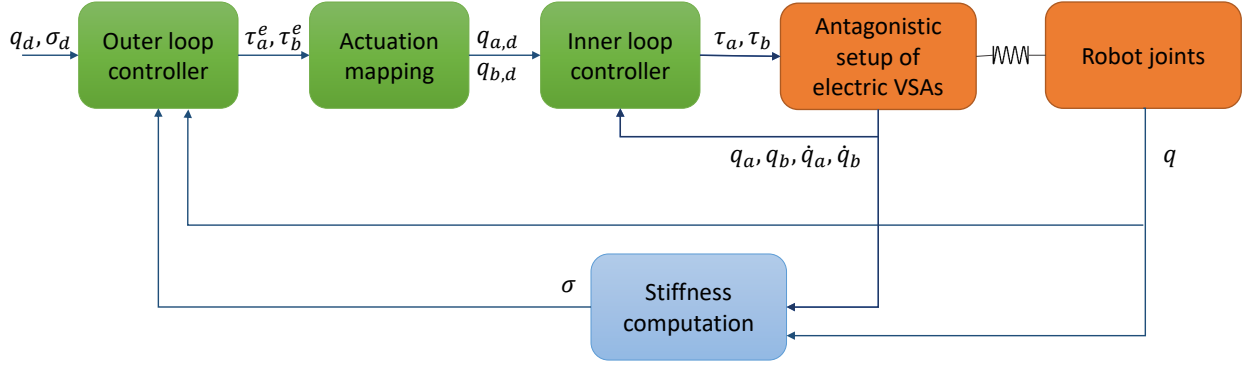 q_d, σ_d
Outer loop
controller
τ_a^e, τ_b^e
Actuation
mapping
q_{a,d}
q_{b,d}
Inner loop
controller
τ_a, τ_b
Antagonistic
setup of
electric VSAs
Robot joints
q_a, q_b, q̇_a, q̇_b
q
σ
Stiffness
computation